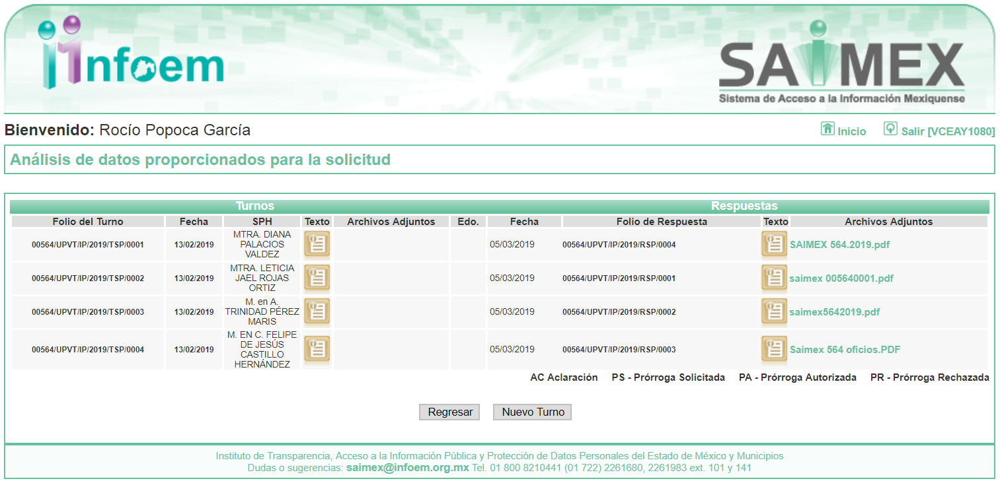 infoem
SAIMEX
Sistema de Acceso a la Información Mexiquense
Bienvenido: Rocío Popoca García
Inicio Salir [VCEAY1080]
Análisis de datos proporcionados para la solicitud
Turnos Respuestas
Folio del Turno Fecha SPH Texto Archivos Adjuntos Edo. Fecha Folio de Respuesta Texto Archivos Adjuntos
00564/UPVT/IP/2019/TSP/0001 13/02/2019 MTRA. DIANA
PALACIOS
VALDEZ
05/03/2019 00564/UPVT/IP/2019/RSP/0004 SAIMEX 564.2019.pdf
00564/UPVT/IP/2019/TSP/0002 13/02/2019 MTRA. LETICIA
JAEL ROJAS
ORTIZ
05/03/2019 00564/UPVT/IP/2019/RSP/0001 saimex 005640001.pdf
00564/UPVT/IP/2019/TSP/0003 13/02/2019 M. en A.
TRINIDAD PÉREZ
MARIS
05/03/2019 00564/UPVT/IP/2019/RSP/0002 saimex5642019.pdf
00564/UPVT/IP/2019/TSP/0004 13/02/2019 M. EN C. FELIPE
DE JESÚS
CASTILLO
HERNÁNDEZ
05/03/2019 00564/UPVT/IP/2019/RSP/0003 Saimex 564 oficios.PDF
AC Aclaración PS - Prórroga Solicitada PA - Prórroga Autorizada PR - Prórroga Rechazada
Regresar Nuevo Turno
Instituto de Transparencia, Acceso a la Información Pública y Protección de Datos Personales del Estado de México y Municipios
Dudas o sugerencias: saimex@infoem.org.mx Tel. 01 800 8210441 (01 722) 2261680, 2261983 ext. 101 y 141